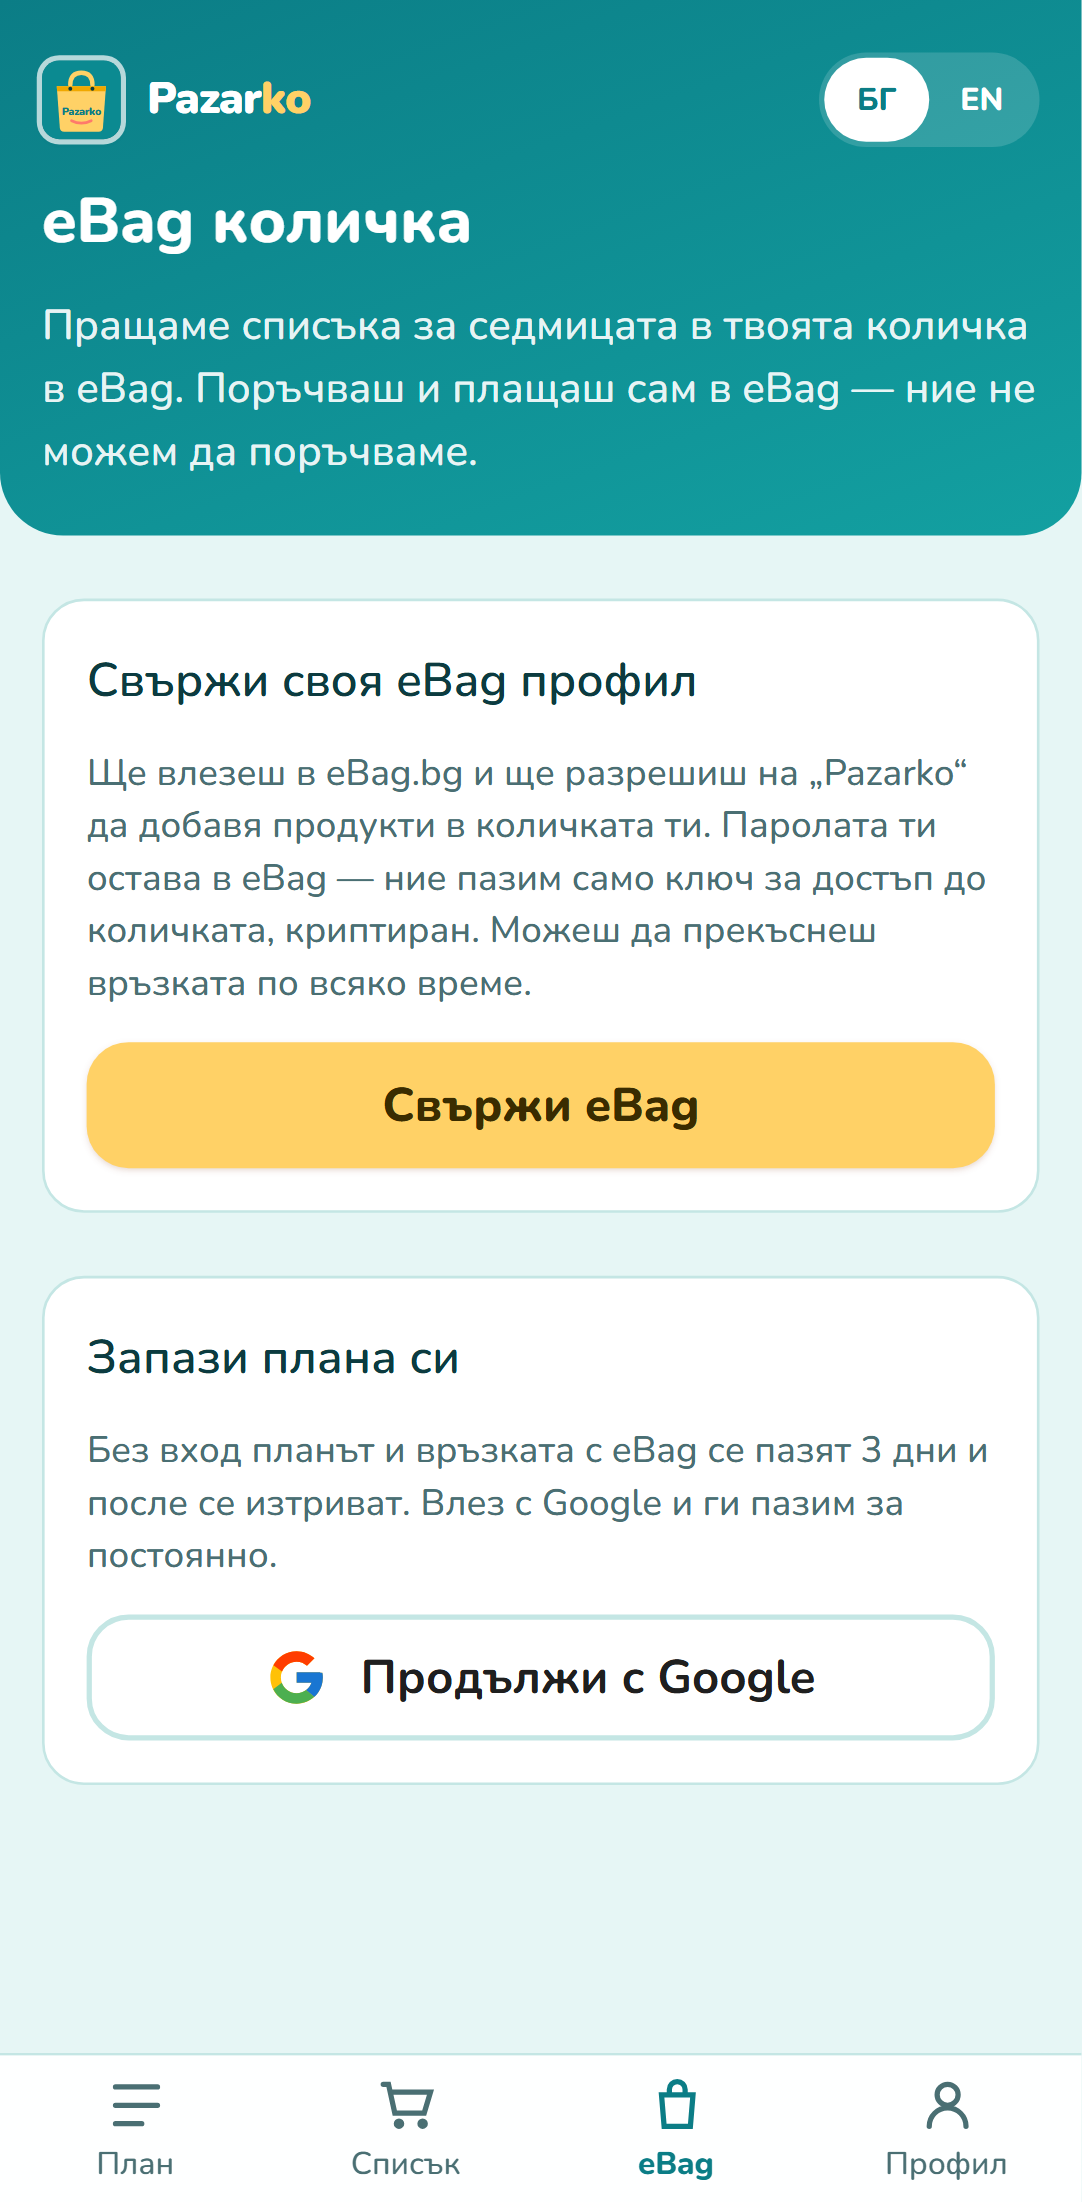 Pazarko
Pazarko
БГ EN
eBag количка
Пращаме списъка за седмицата в твоята количка
в eBag. Поръчваш и плащаш сам в eBag — ние не
можем да поръчваме.
Свържи своя eBag профил
Ще влезеш в eBag.bg и ще разрешиш на „Pazarko“
да добавя продукти в количката ти. Паролата ти
остава в eBag — ние пазим само ключ за достъп до
количката, криптиран. Можеш да прекъснеш
връзката по всяко време.
Свържи eBag
Запази плана си
Без вход планът и връзката с eBag се пазят 3 дни и
после се изтриват. Влез с Google и ги пазим за
постоянно.
Продължи с Google
План Списък eBag Профил